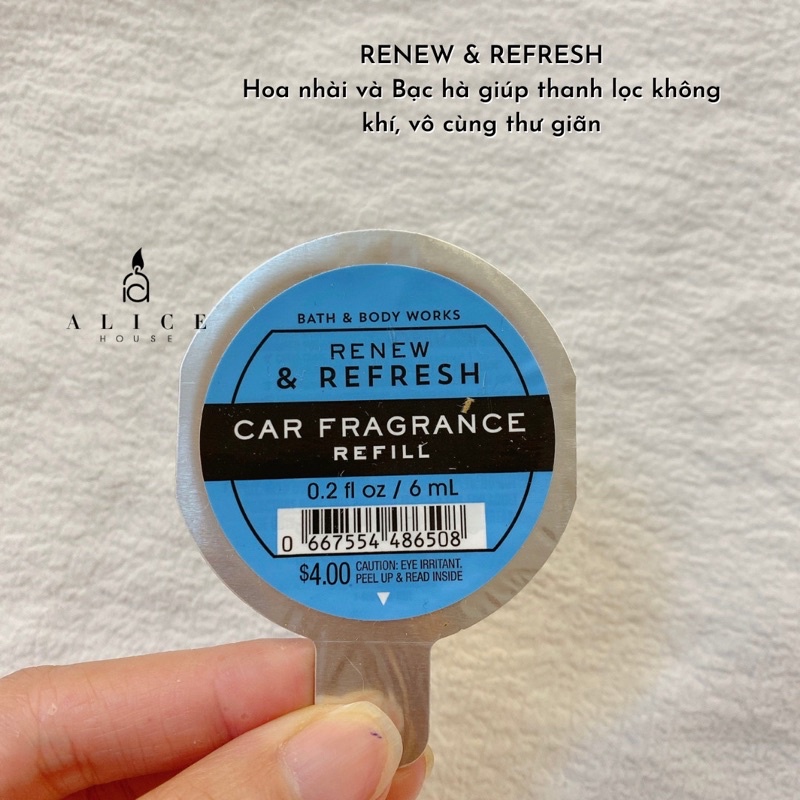 RENEW & REFRESH
Hoa nhài và Bạc hà giúp thanh lọc không
khí, vô cùng thư giãn
ALICE
HOUSE
BATH & BODY WORKS
RENEW
& REFRESH
CAR FRAGRANCE
REFILL
0.2 fl oz / 6 mL
0 667554 486508
$4.00 CAUTION: EYE IRRITANT.
PEEL UP & READ INSIDE